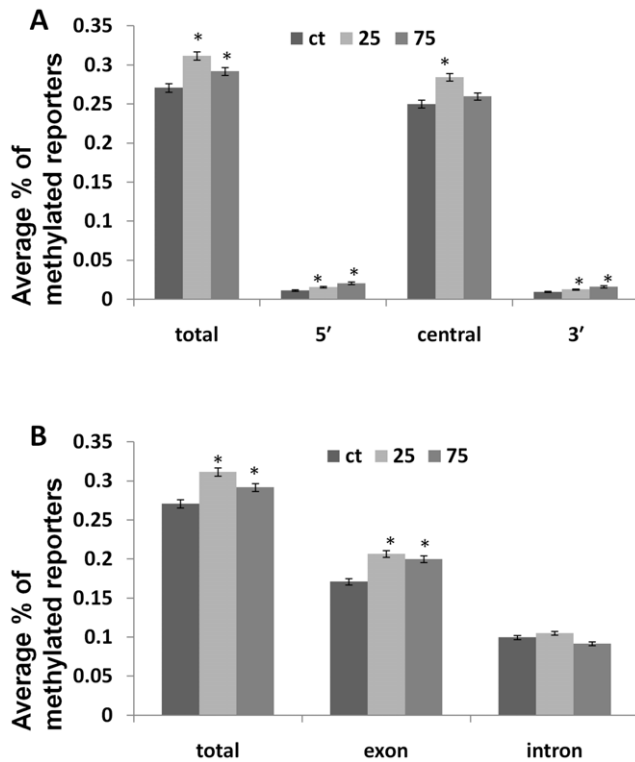 A
ct 25 75
Average % of
methylated reporters
0.35
0.3
0.25
0.2
0.15
0.1
0.05
0
* * * * * * * *
total 5′ central 3′
B
ct 25 75
Average % of
methylated reporters
0.35
0.3
0.25
0.2
0.15
0.1
0.05
0
* * * *
total exon intron